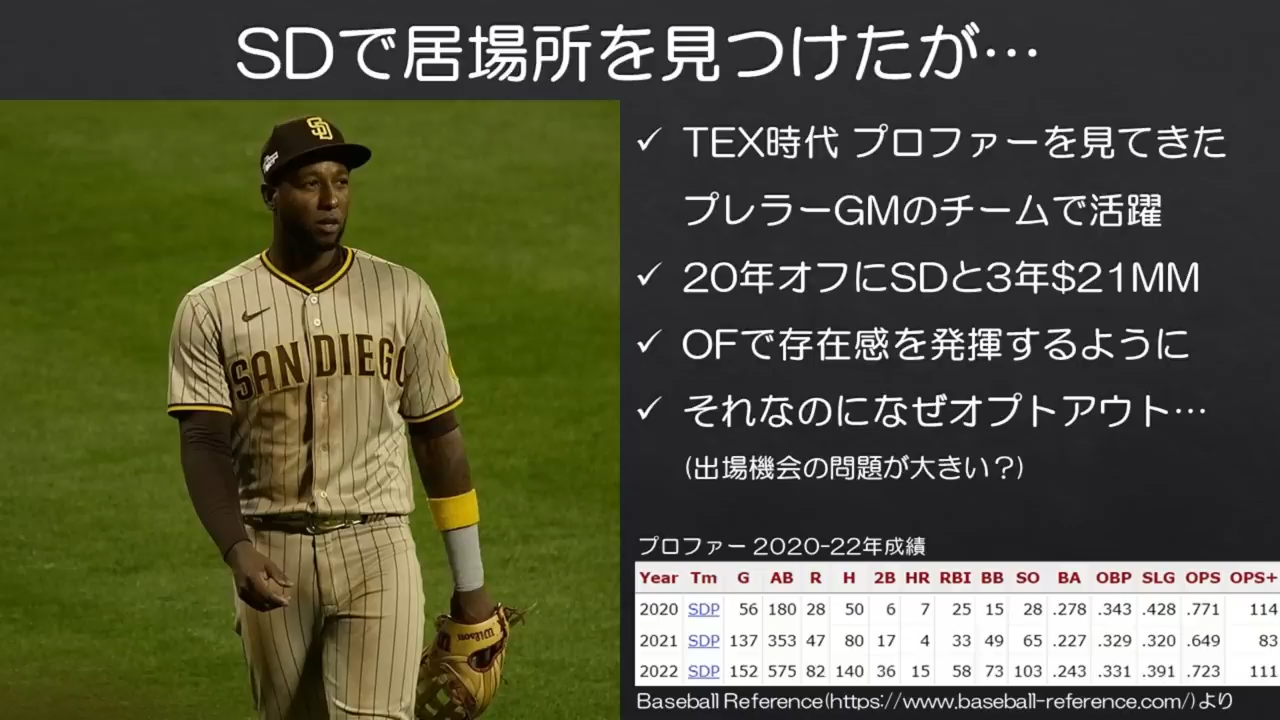 SDで居場所を見つけたが…
✓ TEX時代 プロファーを見てきた
プレラーGMのチームで活躍
✓ 20年オフにSDと3年$21MM
✓ OFで存在感を発揮するように
✓ それなのになぜオプトアウト…
(出場機会の問題が大きい？)
SD
SAN DIEGO
Wilson
プロファー 2020-22年成績
Year Tm G AB R H 2B HR RBI BB SO BA OBP SLG OPS OPS+
2020 SDP 56 180 28 50 6 7 25 15 28 .278 .343 .428 .771 114
2021 SDP 137 353 47 80 17 4 33 49 65 .227 .329 .320 .649 83
2022 SDP 152 575 82 140 36 15 58 73 103 .243 .331 .391 .723 111
Baseball Reference(https://www.baseball-reference.com/)より